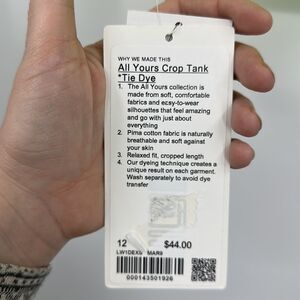 WHY WE MADE THIS
All Yours Crop Tank
*Tie Dye
1. The All Yours collection is
made from soft, comfortable
fabrics and easy-to-wear
silhouettes that feel amazing
and go with just about
everything
2. Pima cotton fabric is naturally
breathable and soft against
your skin
3. Relaxed fit, cropped length
4. Our dyeing technique creates a
unique result on each garment.
Wash separately to avoid dye
transfer
12 $44.00
LW1DEXS MAR9
000143501926